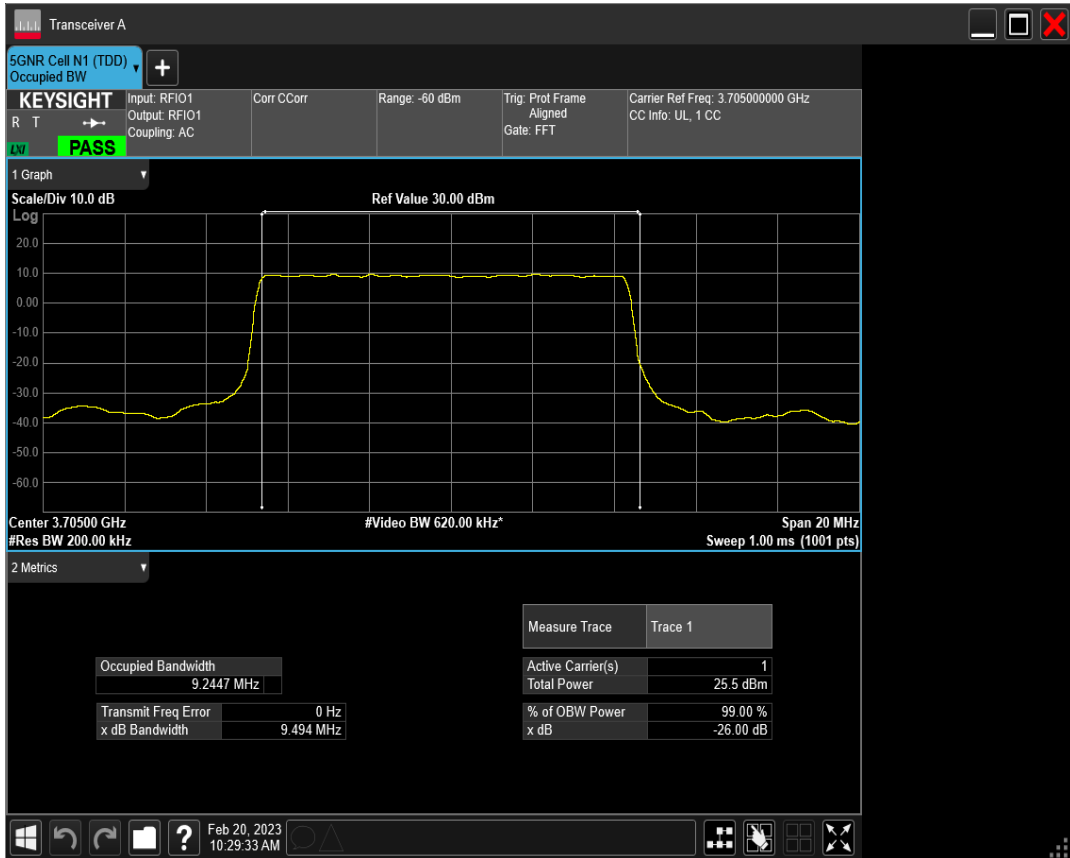 Transceiver A
5GNR Cell N1 (TDD)
Occupied BW
+
KEYSIGHT
R T
LXI
PASS
Input: RFIO1
Output: RFIO1
Coupling: AC
Corr CCorr
Range: -60 dBm
Trig: Prot Frame
Aligned
Gate: FFT
Carrier Ref Freq: 3.705000000 GHz
CC Info: UL, 1 CC
1 Graph
Scale/Div 10.0 dB
Ref Value 30.00 dBm
Log
20.0
10.0
0.00
-10.0
-20.0
-30.0
-40.0
-50.0
-60.0
Center 3.70500 GHz
#Video BW 620.00 kHz*
Span 20 MHz
#Res BW 200.00 kHz
Sweep 1.00 ms (1001 pts)
2 Metrics
Measure Trace Trace 1
Occupied Bandwidth
9.2447 MHz
Active Carrier(s) 1
Total Power 25.5 dBm
Transmit Freq Error 0 Hz
x dB Bandwidth 9.494 MHz
% of OBW Power 99.00 %
x dB -26.00 dB
?
Feb 20, 2023
10:29:33 AM